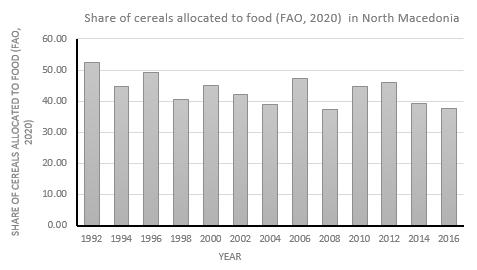 Share of cereals allocated to food (FAO, 2020) in North Macedonia
SHARE OF CEREALS ALLOCATED TO FOOD (FAO,
2020)
60.00
50.00
40.00
30.00
20.00
10.00
0.00
1992 1994 1996 1998 2000 2002 2004 2006 2008 2010 2012 2014 2016
YEAR